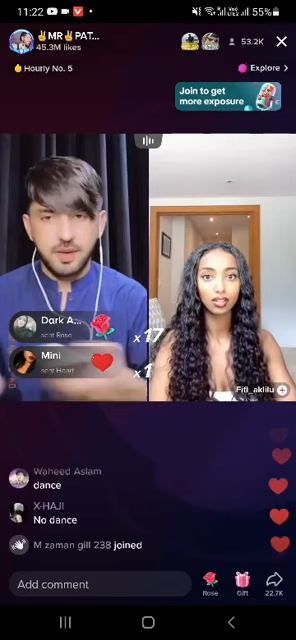 11:22
55%
✌MR✌PAT...
45.3M likes
53.2K
Hourly No. 5
Explore >
Join to get
more exposure
Dark A...
sent Rose
x17
Mini
sent Heart
x1
Fifi_aklilu
Waheed Aslam
dance
X-HAJI
No dance
M zaman gill 238 joined
Add comment
Rose
Gift
22.7K